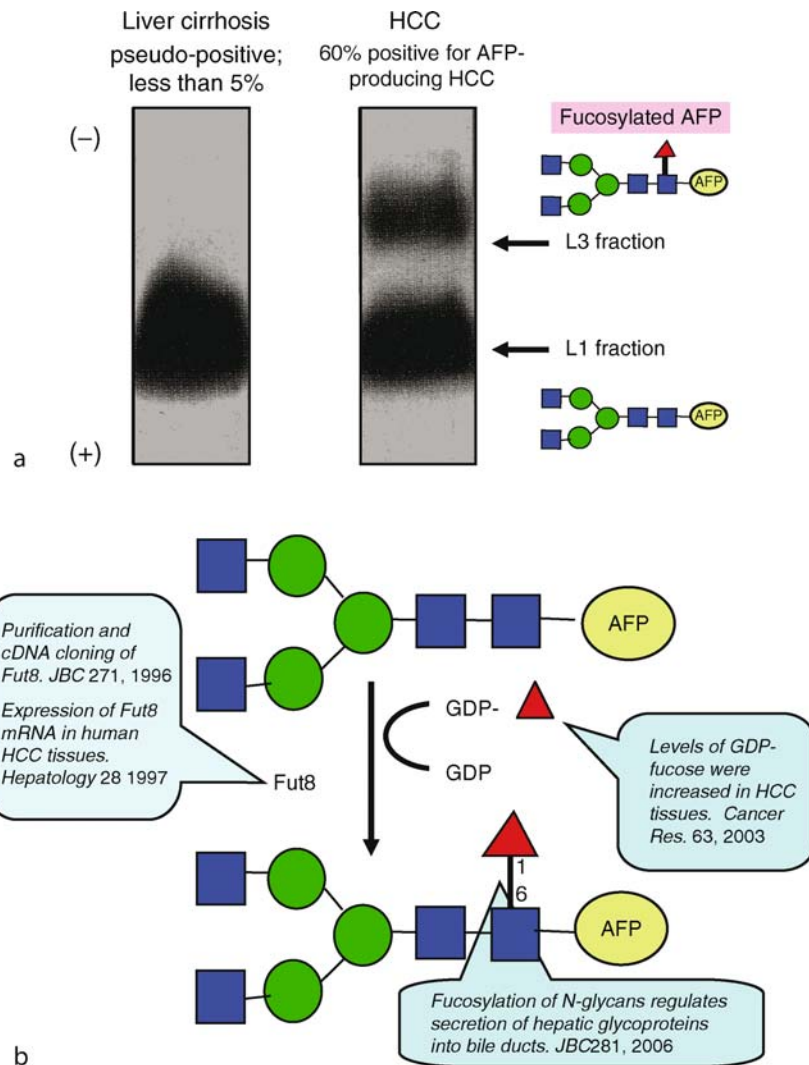 Liver cirrhosis
pseudo-positive;
less than 5%
HCC
60% positive for AFP-
producing HCC
(−)
Fucosylated AFP
AFP
L3 fraction
L1 fraction
AFP
(+)
a
AFP
Purification and
cDNA cloning of
Fut8. JBC 271, 1996
Expression of Fut8
mRNA in human
HCC tissues.
Hepatology 28 1997
GDP-
Fut8
GDP
Levels of GDP-
fucose were
increased in HCC
tissues. Cancer
Res. 63, 2003
1
6
AFP
Fucosylation of N-glycans regulates
secretion of hepatic glycoproteins
into bile ducts. JBC281, 2006
b